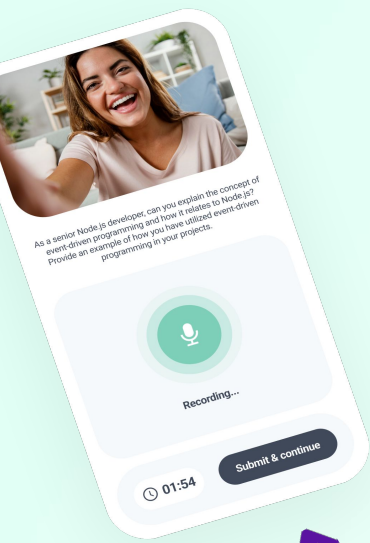 As a senior Node.js developer, can you explain the concept of
event-driven programming and how it relates to Node.js?
Provide an example of how you have utilized event-driven
programming in your projects.
Recording...
01:54
Submit & continue